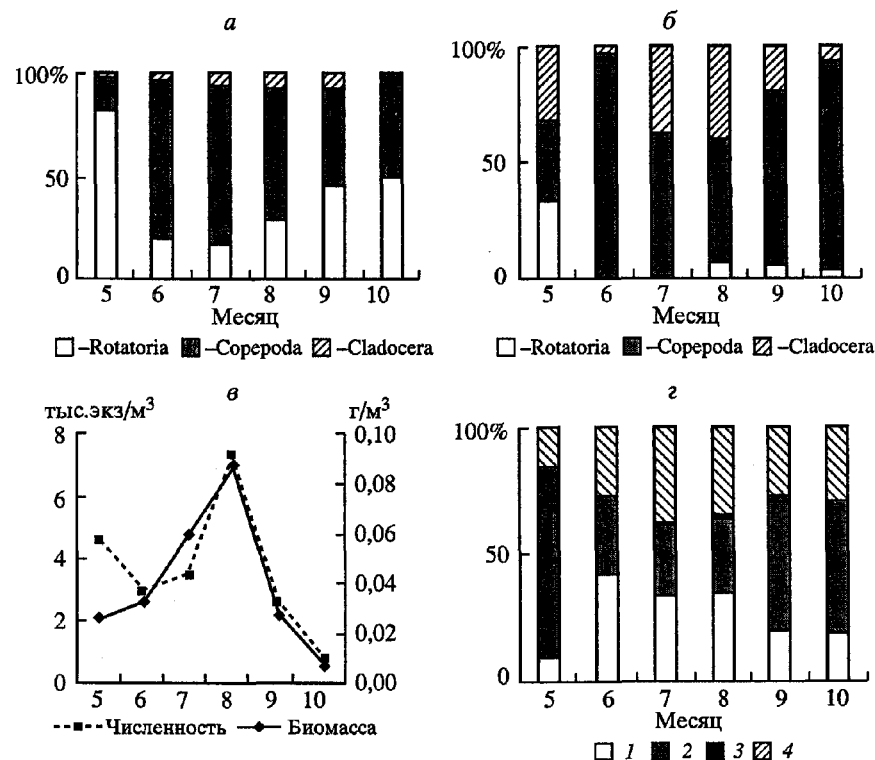 а
100%
50
0
5 6 7 8 9 10
Месяц
–Rotatoria –Copepoda –Cladocera
б
100%
50
0
5 6 7 8 9 10
Месяц
–Rotatoria –Copepoda –Cladocera
в
тыс.экз/м³ г/м³
8 0,10
6 0,08
0,06
4
0,04
2 0,02
0 0,00
5 6 7 8 9 10
Численность Биомасса
г
100%
50
0
5 6 7 8 9 10
Месяц
1 2 3 4